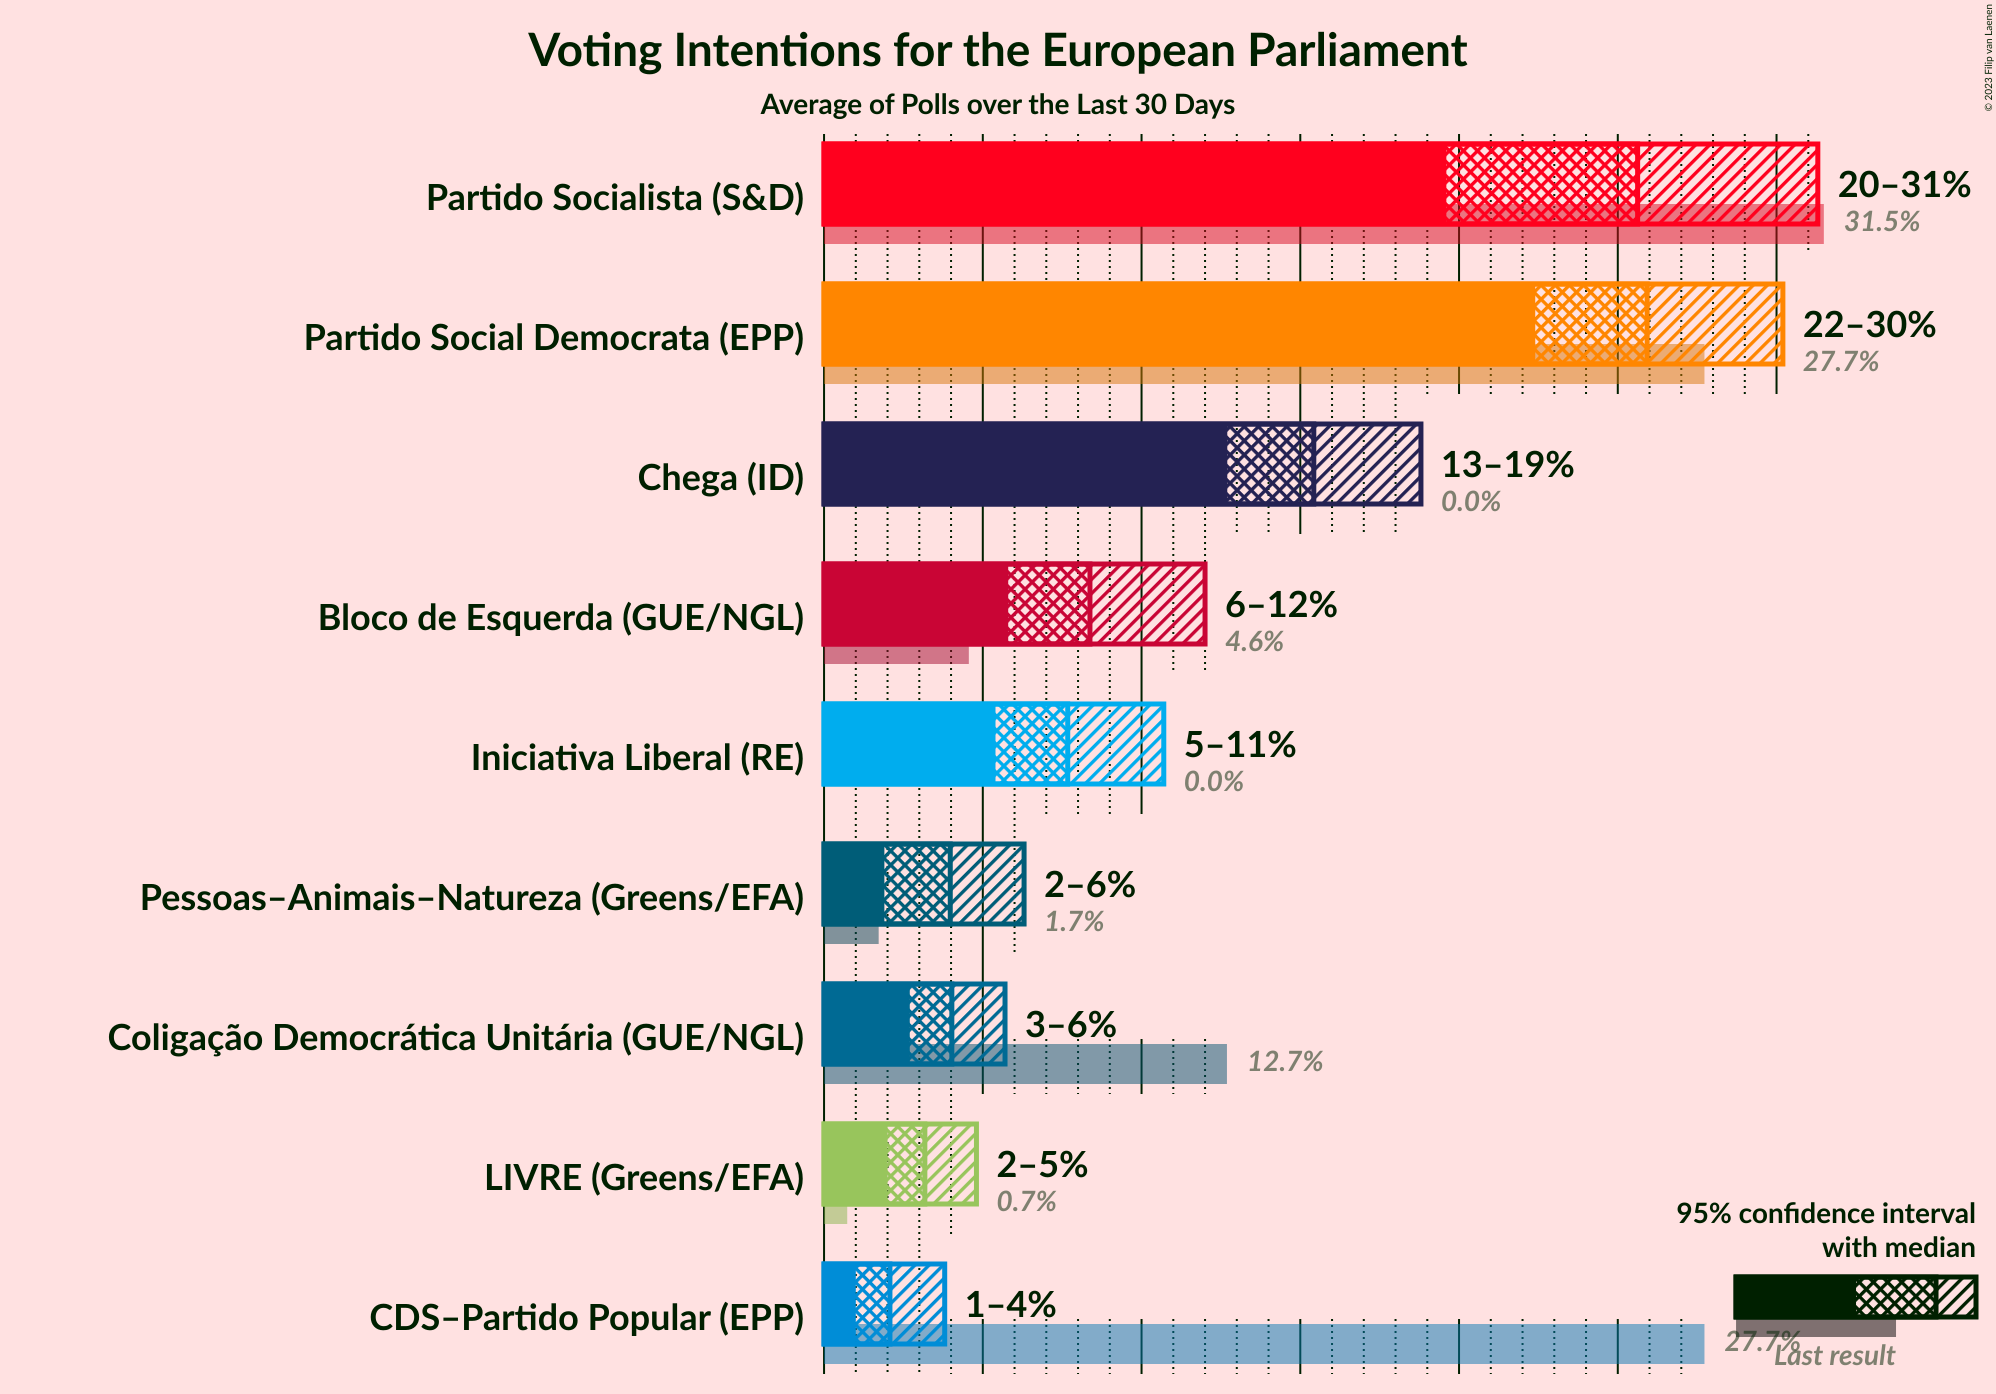 Voting Intentions for the European Parliament
Average of Polls over the Last 30 Days
© 2023 Filip van Laenen
Partido Socialista (S&D)
20–31%
31.5%
Partido Social Democrata (EPP)
22–30%
27.7%
Chega (ID)
13–19%
0.0%
Bloco de Esquerda (GUE/NGL)
6–12%
4.6%
Iniciativa Liberal (RE)
5–11%
0.0%
Pessoas–Animais–Natureza (Greens/EFA)
2–6%
1.7%
Coligação Democrática Unitária (GUE/NGL)
3–6%
12.7%
LIVRE (Greens/EFA)
2–5%
0.7%
CDS–Partido Popular (EPP)
1–4%
27.7%
95% confidence interval
with median
Last result